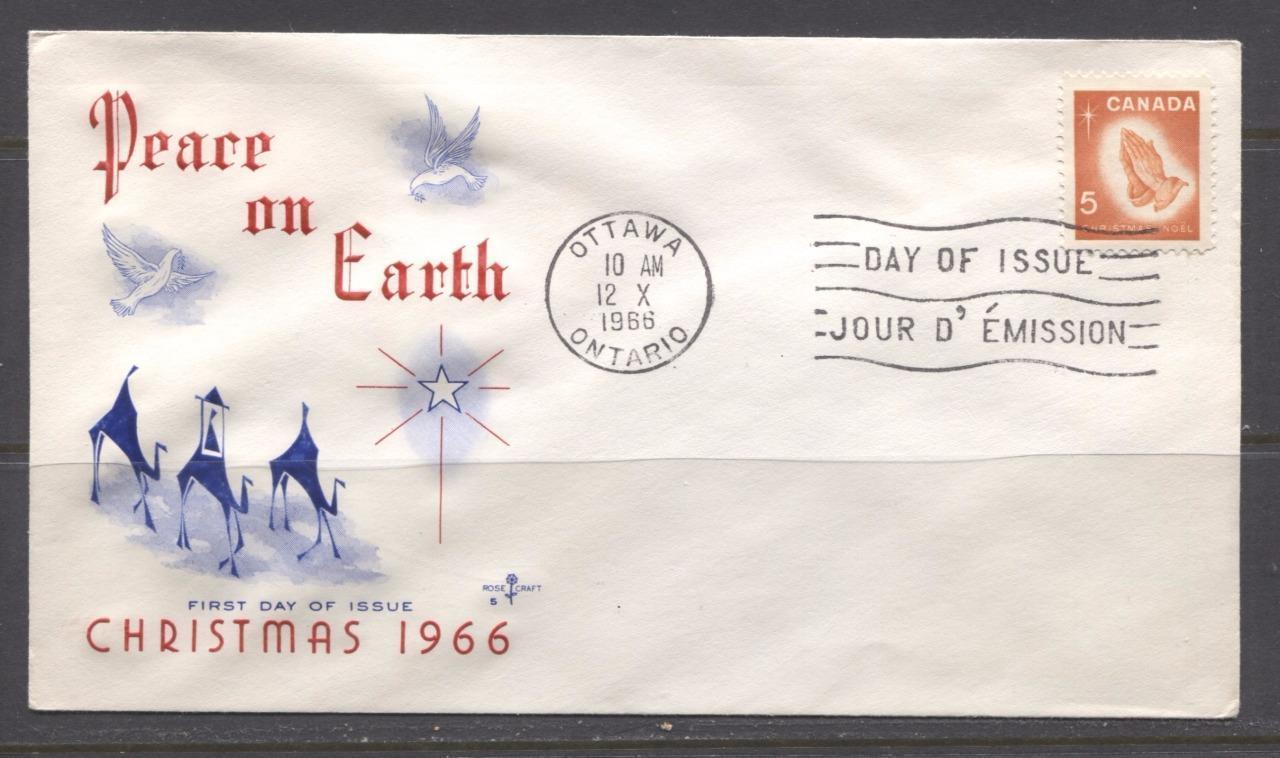 Peace
on
Earth
FIRST DAY OF ISSUE
CHRISTMAS 1966
ROSE CRAFT
5
OTTAWA
10 AM
12 X
1966
ONTARIO
DAY OF ISSUE
JOUR D' ÉMISSION
CANADA
5
CHRISTMAS NOËL